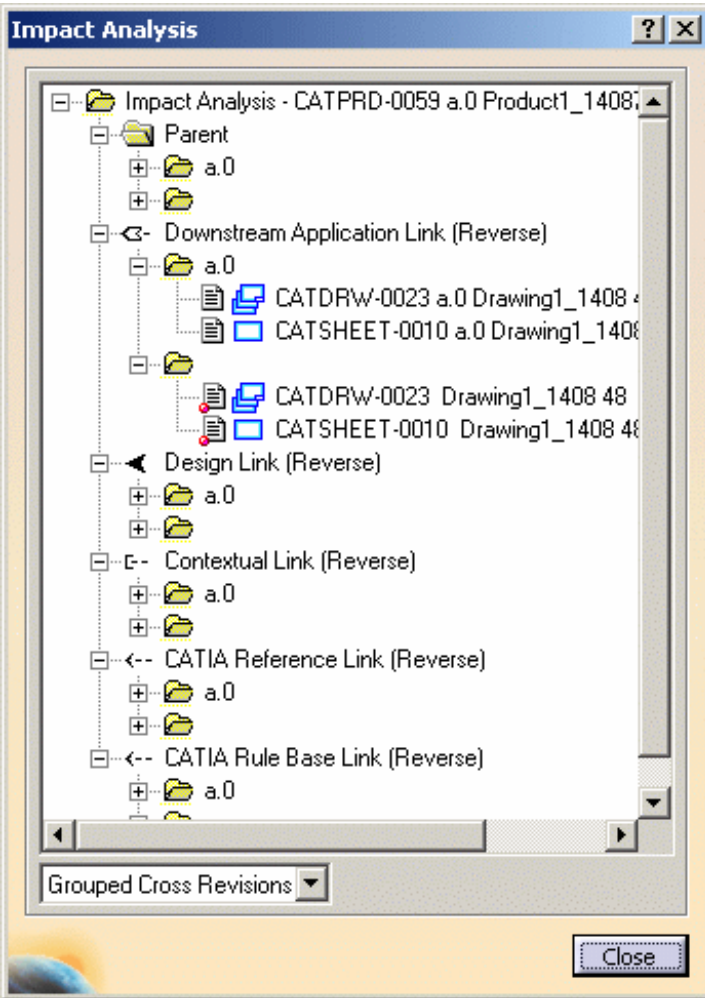 Impact Analysis
Impact Analysis - CATPRD-0059 a.0 Product1_1408
Parent
a.0
Downstream Application Link (Reverse)
a.0
CATDRW-0023 a.0 Drawing1_1408
CATSHEET-0010 a.0 Drawing1_140
CATDRW-0023 Drawing1_1408 48
CATSHEET-0010 Drawing1_1408 48
Design Link (Reverse)
a.0
Contextual Link (Reverse)
a.0
CATIA Reference Link (Reverse)
a.0
CATIA Rule Base Link (Reverse)
a.0
Grouped Cross Revisions
Close